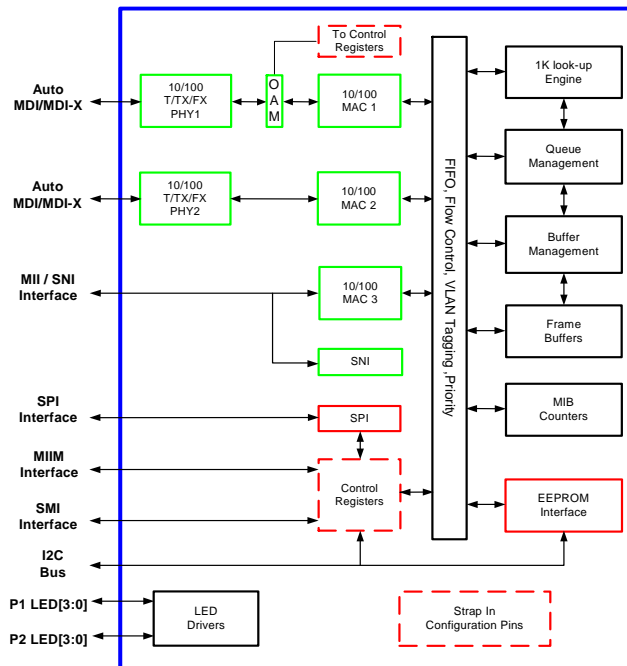 To Control
Registers
Auto
MDI/MDI-X
10/100
T/TX/FX
PHY1
OAM
10/100
MAC 1
1K look-up
Engine
Queue
Management
Auto
MDI/MDI-X
10/100
T/TX/FX
PHY2
10/100
MAC 2
Buffer
Management
MII / SNI
Interface
10/100
MAC 3
FIFO, Flow Control, VLAN Tagging ,Priority
Frame
Buffers
SNI
SPI
Interface
SPI
MIB
Counters
MIIM
Interface
Control
Registers
EEPROM
Interface
SMI
Interface
I2C
Bus
P1 LED[3:0]
LED
Drivers
P2 LED[3:0]
Strap In
Configuration Pins